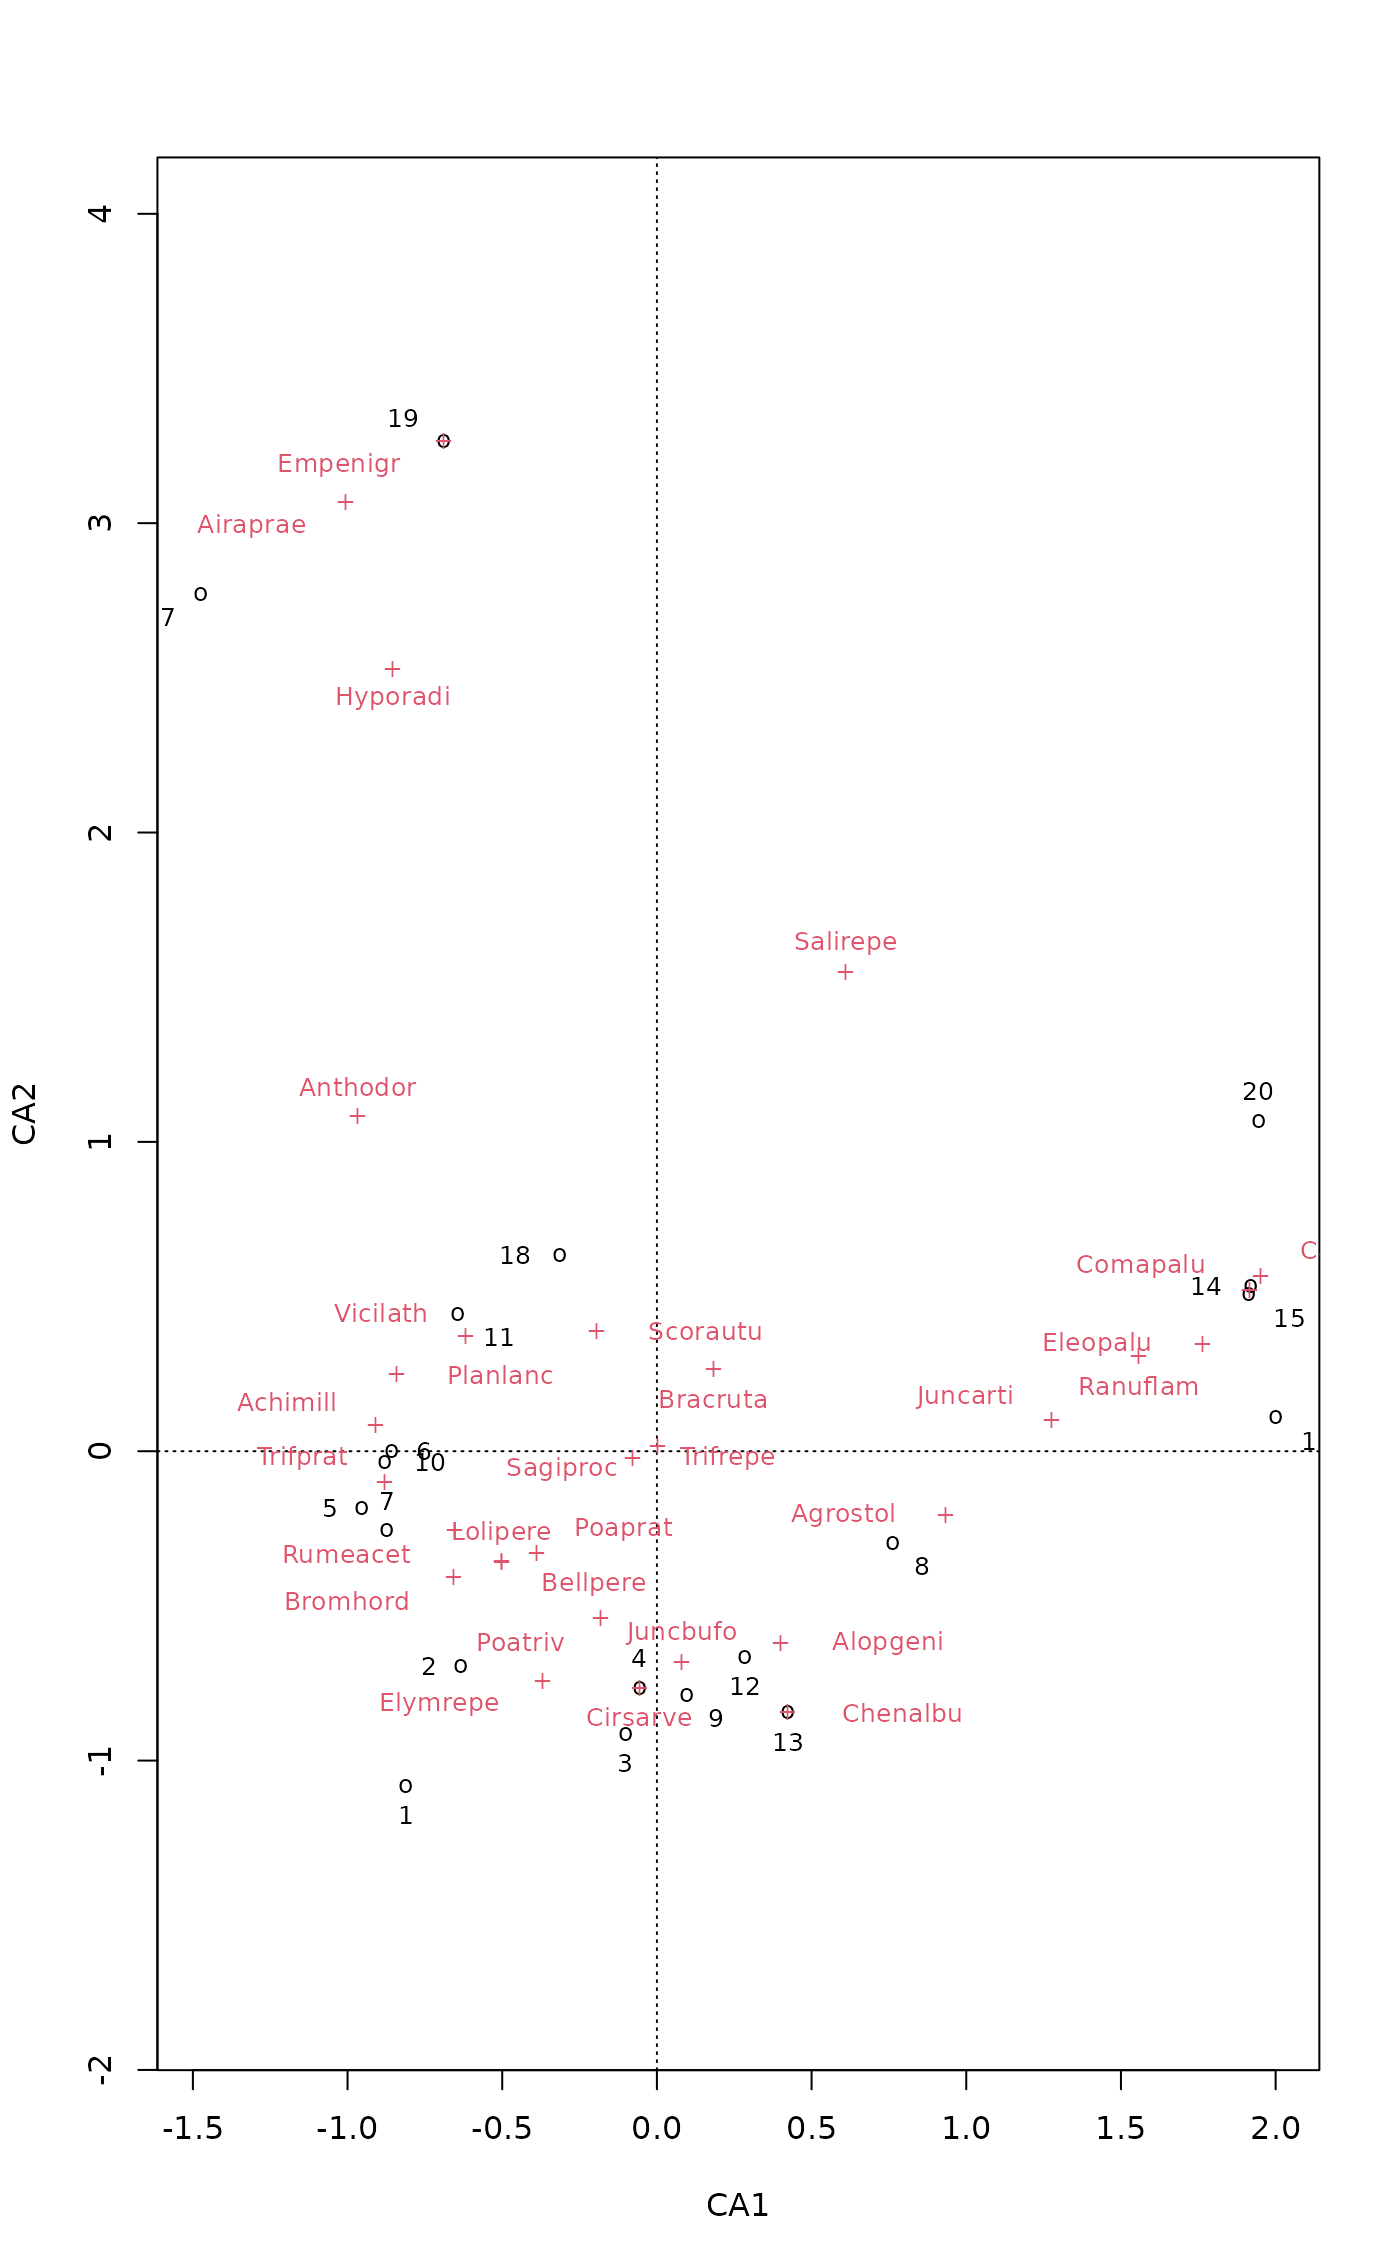 4
19
Empenigr
3
Airaprae
7
Hyporadi
2
Salirepe
Anthodor
20
1
CA2
18
C
Comapalu
14
Vicilath
15
11
Scorautu
Eleopalu
Planlanc
Ranuflam
Achimill
Bracruta
Juncarti
1
0
Trifprat
6
10
Sagiproc
Trifrepe
5
7
Agrostol
Lolipere
Poaprat
Rumeacet
8
Bellpere
Bromhord
Juncbufo
Poatriv
Alopgeni
4
2
12
Elymrepe
Cirsarve
9
Chenalbu
13
3
-1
1
-2
-1.5 -1.0 -0.5 0.0 0.5 1.0 1.5 2.0
CA1